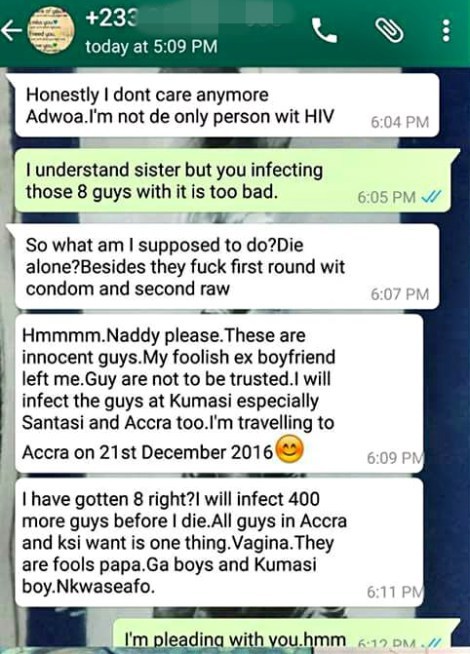 +233
today at 5:09 PM
Honestly I dont care anymore
Adwoa.I'm not de only person wit HIV
6:04 PM
I understand sister but you infecting
those 8 guys with it is too bad.
6:05 PM
So what am I supposed to do?Die
alone?Besides they fuck first round wit
condom and second raw
6:07 PM
Hmmmm.Naddy please.These are
innocent guys.My foolish ex boyfriend
left me.Guy are not to be trusted.I will
infect the guys at Kumasi especially
Santasi and Accra too.I'm travelling to
Accra on 21st December 2016😊
6:09 PM
I have gotten 8 right?I will infect 400
more guys before I die.All guys in Accra
and ksi want is one thing.Vagina.They
are fools papa.Ga boys and Kumasi
boy.Nkwaseafo.
6:11 PM
I'm pleading with you.hmm
6:12 PM